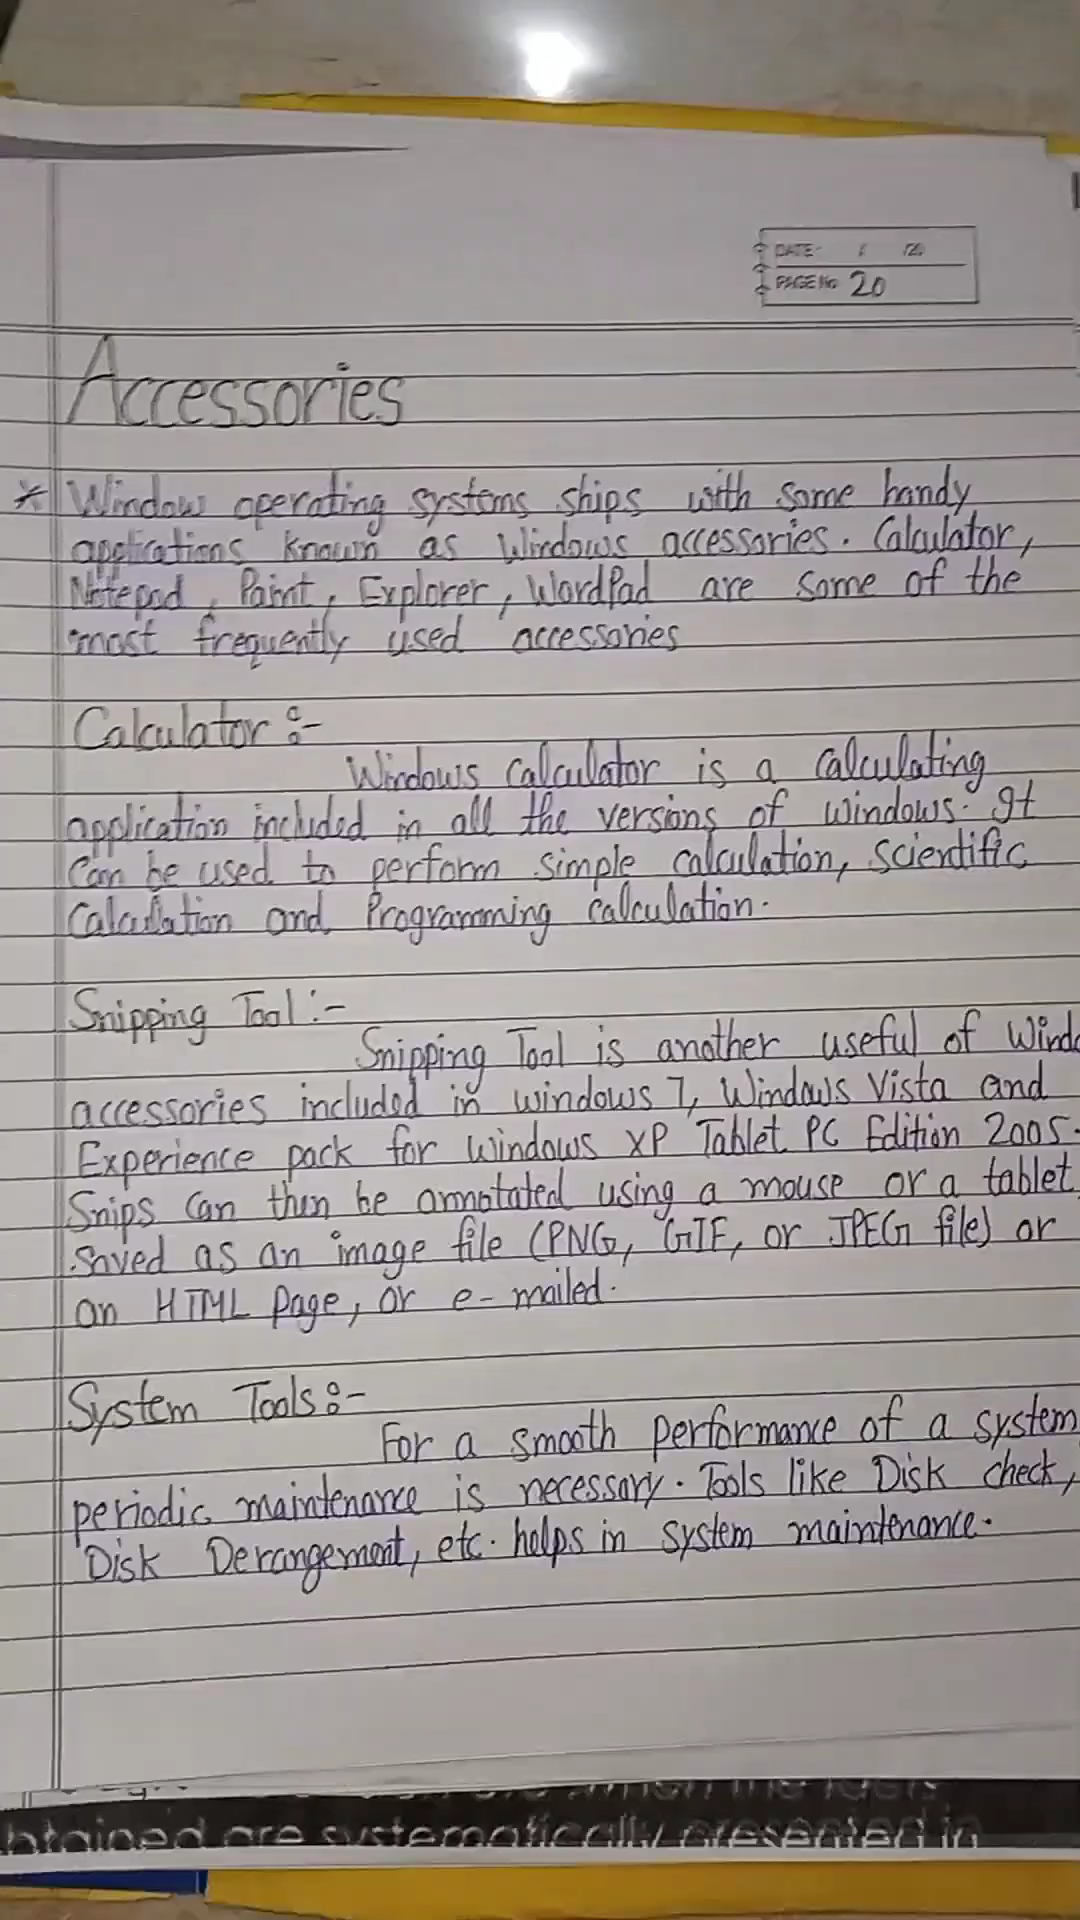 DATE- / /20
PAGE No 20
Accessories
* Window operating systems ships with some handy
applications known as Windows accessories. Calculator,
Notepad, Paint, Explorer, WordPad are some of the
most frequently used accessories
Calculator :-
Windows calculator is a calculating
application included in all the versions of windows. It
can be used to perform simple calculation, scientific
calculation and Programming calculation.
Snipping Tool :-
Snipping Tool is another useful of Windo
accessories included in windows 7, Windows Vista and
Experience pack for windows XP Tablet PC Edition 2005.
Snips can then be annotated using a mouse or a tablet,
saved as an image file (PNG, GIF, or JPEG file) or
an HTML page, or e-mailed.
System Tools :-
For a smooth performance of a system
periodic maintenance is necessary. Tools like Disk check,
Disk Derangement, etc. helps in system maintenance.
are systematically presented in